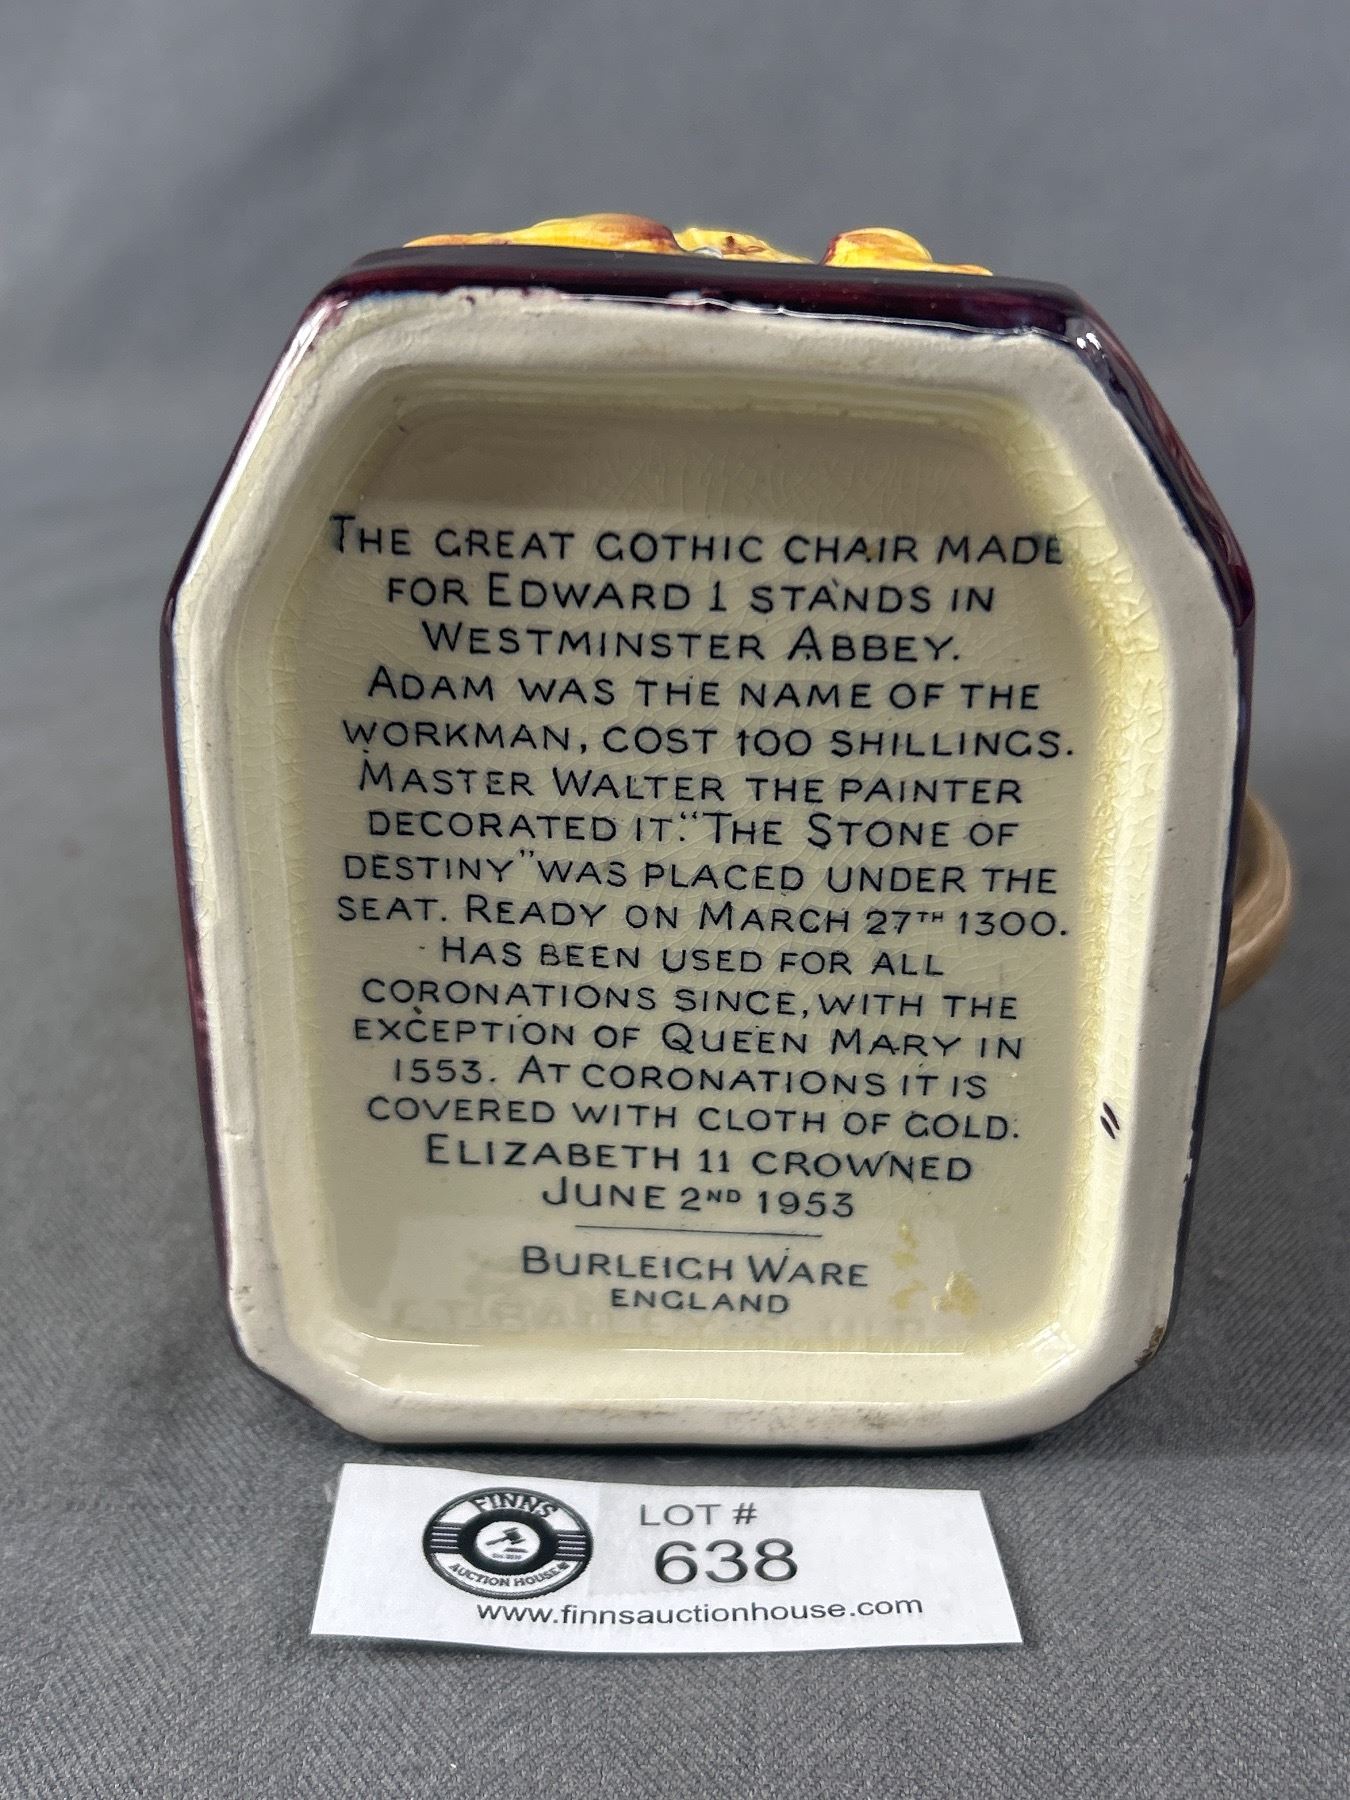 THE GREAT GOTHIC CHAIR MADE
FOR EDWARD 1 STANDS IN
WESTMINSTER ABBEY.
ADAM WAS THE NAME OF THE
WORKMAN, COST 100 SHILLINGS.
MASTER WALTER THE PAINTER
DECORATED IT. "THE STONE OF
DESTINY" WAS PLACED UNDER THE
SEAT. READY ON MARCH 27TH 1300.
HAS BEEN USED FOR ALL
CORONATIONS SINCE, WITH THE
EXCEPTION OF QUEEN MARY IN
1553. AT CORONATIONS IT IS
COVERED WITH CLOTH OF GOLD.
ELIZABETH 11 CROWNED
JUNE 2ND 1953
BURLEIGH WARE
ENGLAND
FINNS
AUCTION HOUSE
LOT #
638
www.finnsauctionhouse.com